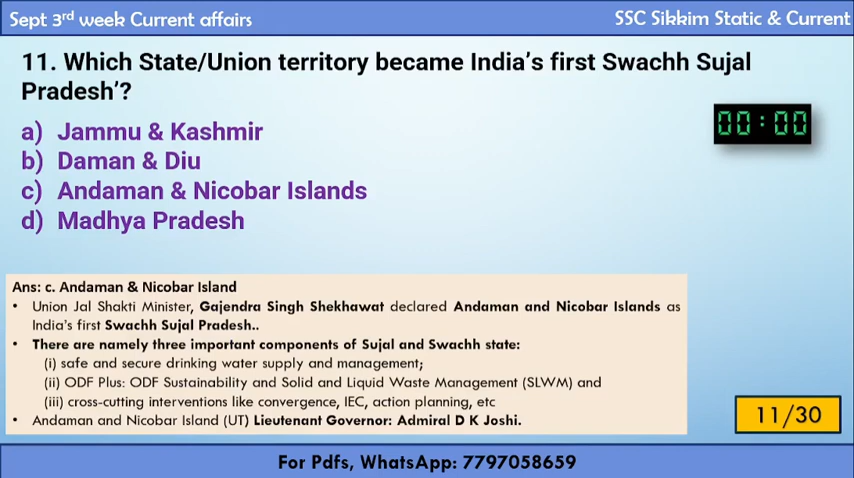 Sept 3rd week Current affairs
SSC Sikkim Static & Current
11. Which State/Union territory became India's first Swachh Sujal
Pradesh'?
00:00
a) Jammu & Kashmir
b) Daman & Diu
c) Andaman & Nicobar Islands
d) Madhya Pradesh
Ans: c. Andaman & Nicobar Island
• Union Jal Shakti Minister, Gajendra Singh Shekhawat declared Andaman and Nicobar Islands as
India's first Swachh Sujal Pradesh..
• There are namely three important components of Sujal and Swachh state:
(i) safe and secure drinking water supply and management;
(ii) ODF Plus: ODF Sustainability and Solid and Liquid Waste Management (SLWM) and
(iii) cross-cutting interventions like convergence, IEC, action planning, etc
• Andaman and Nicobar Island (UT) Lieutenant Governor: Admiral D K Joshi.
11/30
For Pdfs, WhatsApp: 7797058659